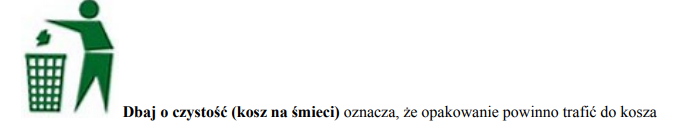 Dbaj o czystość (kosz na śmieci) oznacza, że opakowanie powinno trafić do kosza